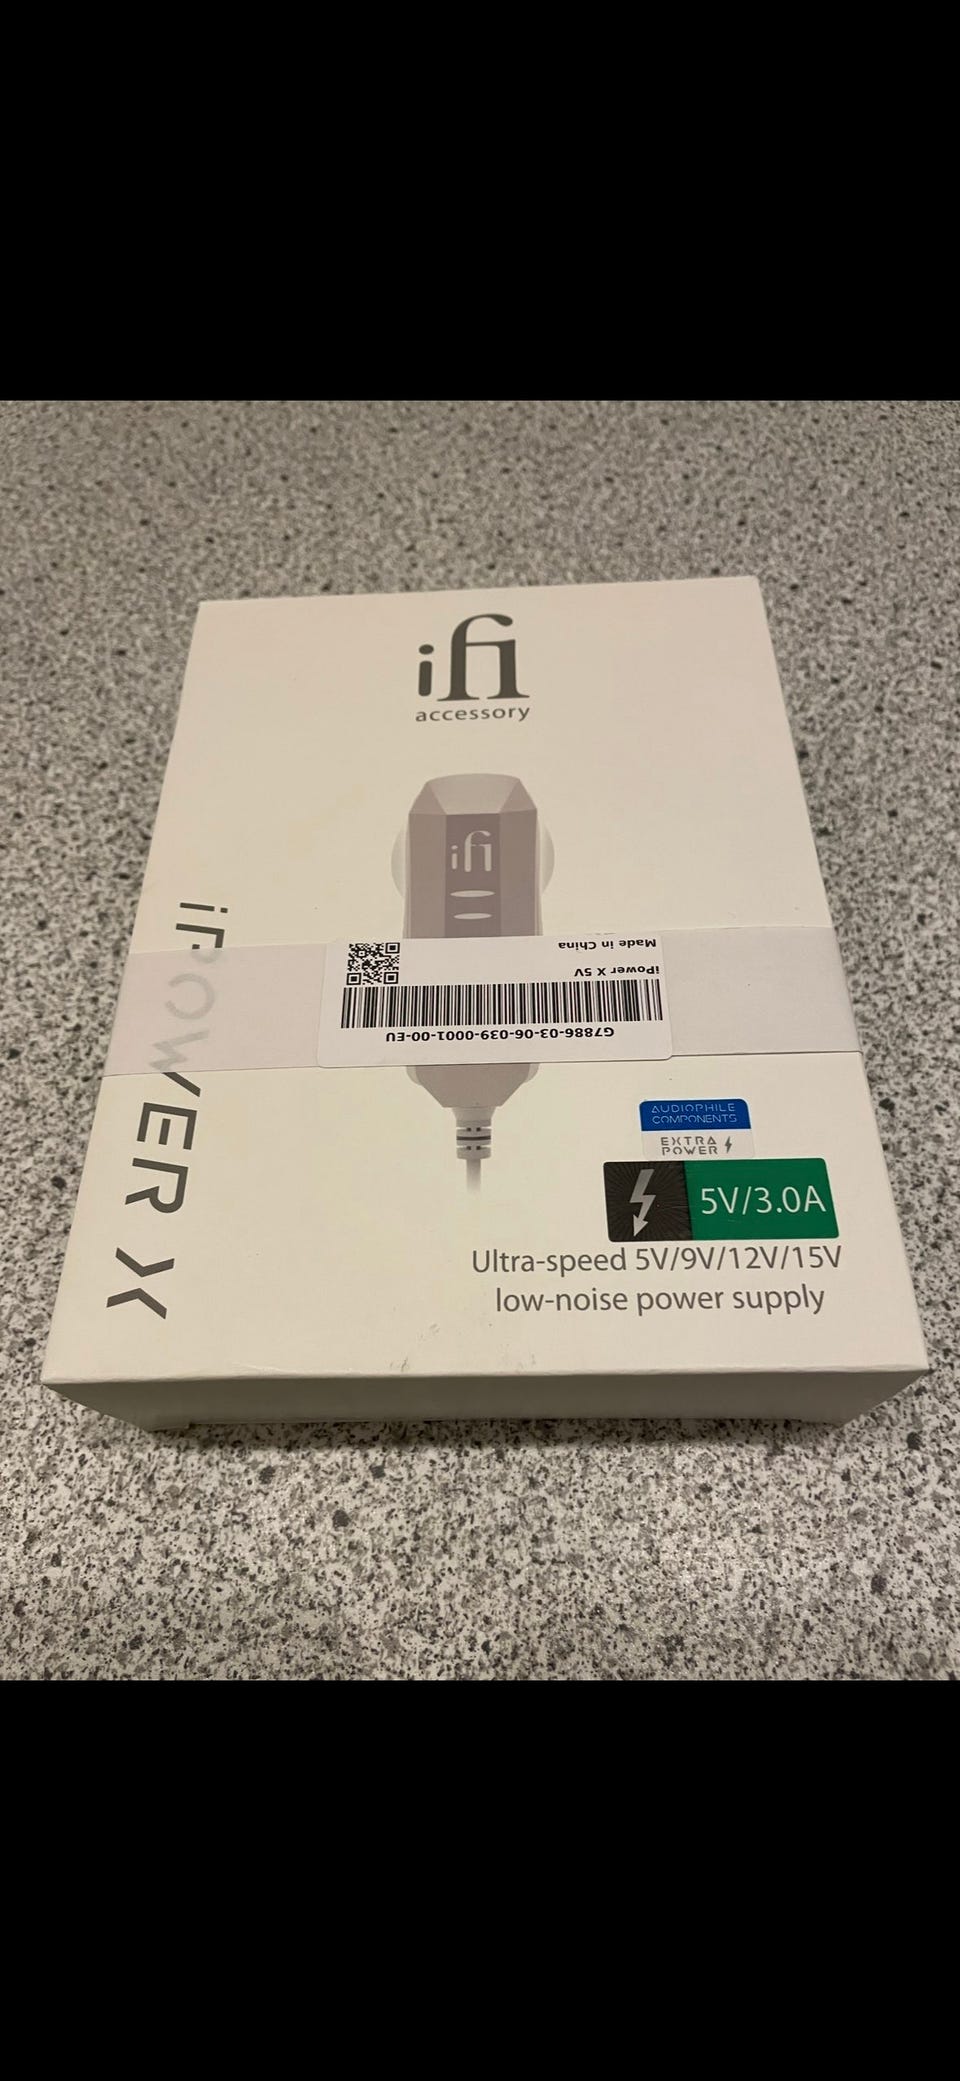 ifi
accessory
ifi
iPOWER X
Made in China
iPower X 5V
G7886-03-06-039-0001-00-EU
AUDIOPHILE
COMPONENTS
EXTRA
POWER
5V/3.0A
Ultra-speed 5V/9V/12V/15V
low-noise power supply